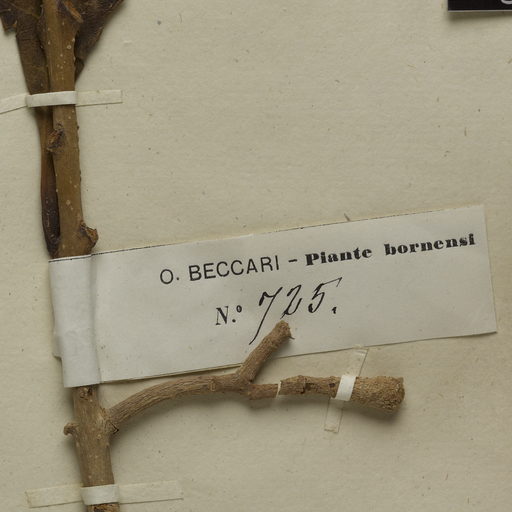 O. BECCARI - Piante bornensi
N.o 725.